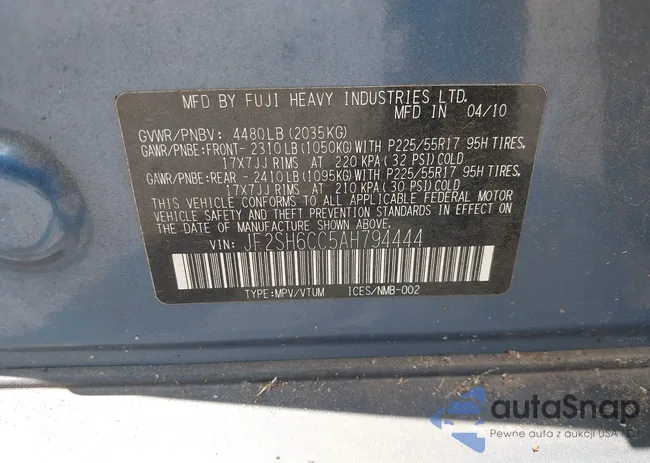 MFD BY FUJI HEAVY INDUSTRIES LTD.
MFD IN 04/10
GVWR/PNBV: 4480LB(2035KG)
GAWR/PNBE:FRONT- 2310LB(1050KG)WITH P225/55R17 95H TIRES,
17X7JJ RIMS AT 220 KPA(32 PSI)COLD
GAWR/PNBE:REAR - 2410LB(1095KG)WITH P225/55R17 95H TIRES,
17X7JJ RIMS AT 210 KPA(30 PSI)COLD
THIS VEHICLE CONFORMS TO ALL APPLICABLE FEDERAL MOTOR
VEHICLE SAFETY AND THEFT PREVENTION STANDARDS IN EFFECT ON
THE DATE OF MANUFACTURE SHOWN ABOVE.
VIN: JF2SH6CC5AH794444
TYPE:MPV/VTUM ICES/NMB-002
autaSnap
Pewne auta z aukcji USA i EU